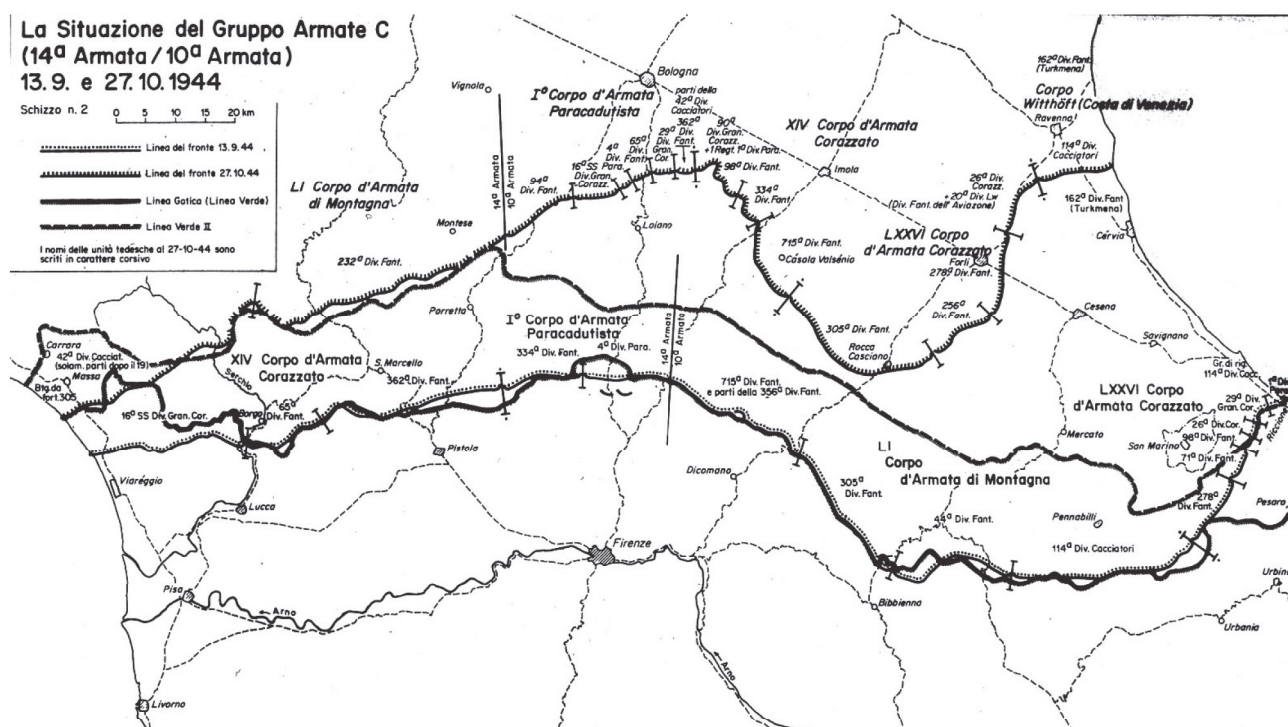 La Situazione del Gruppo Armate C
(14ª Armata / 10ª Armata)
13.9. e 27.10.1944
Schizzo n. 2
0 5 10 15 20 km
Linea del fronte 13.9.44
Linea del fronte 27.10.44
Linea Gotica (Linea Verde)
Linea Verde II
I nomi delle unità tedesche al 27-10-44 sono
scriti in carattere corsivo
Vignola
Bologna
Iº Corpo d'Armata
Paracadutista
parti della
42ª Div.
Cacciatori
362ª
Div.
Fant.
90ª
Div. Gran.
Corazz.
+1 Regt. 1ª Div. Para.
29ª
Div.
Gran.
Cor.
65ª
Div.
Fant.
4ª
Div.
Para.
16ª SS
Div. Gran.
Corazz.
94ª Div. Fant.
98ª Div. Fant.
XIV Corpo d'Armata
Corazzato
162ª Div. Fant.
(Turkmena)
Corpo
Witthöft (Costa di Venezia)
Ravenna
114ª Div.
Cacciatori
Imola
334ª
Div. Fant.
26ª Div.
Corazz.
+20ª Div. Lw
(Div. Fant. dell'Aviazone)
162ª Div. Fant
(Turkmena)
Cervia
LI Corpo d'Armata
di Montagna
14ª Armata
10ª Armata
Montese
Loiano
232ª Div. Fant.
715ª Div. Fant.
Casola Valsénio
LXXVI Corpo
d'Armata Corazzato
Forlì
278ª Div. Fant.
256ª
Div. Fant.
Cesena
Savignano
Porretta
Iº Corpo d'Armata
Paracadutista
4ª Div. Para.
334ª Div. Fant.
14ª Armata
10ª Armata
305ª Div. Fant.
Rocca
Casciano
Carrara
42ª Div. Cacciat.
(solam. parti dopo il 19)
Massa
Btg. da
fort. 305
XIV Corpo d'Armata
Corazzato
Serchio
S. Marcello
362ª Div. Fant.
715ª Div. Fant.
e parti della 356ª Div. Fant.
Gr. di rig.
114ª Div. Cacc.
LXXVI Corpo
d'Armata Corazzato
29ª Div.
Gran. Cor.
Riccione
26ª Div. Cor.
98ª Div. Fant.
71ª Div. Fant.
San Marino
16ª SS Div. Gran. Cor.
Borgo
65ª
Div. Fant.
Pistoia
Mercato
Viaréggio
Lucca
Dicomano
305ª
Div. Fant.
LI
Corpo
d'Armata di Montagna
278ª
Div. Fant.
Pesaro
44ª Div. Fant.
Pennabilli
114ª Div. Cacciatori
Firenze
Pisa
Arno
Bibbienna
Urbino
Urbania
Arno
Livorno